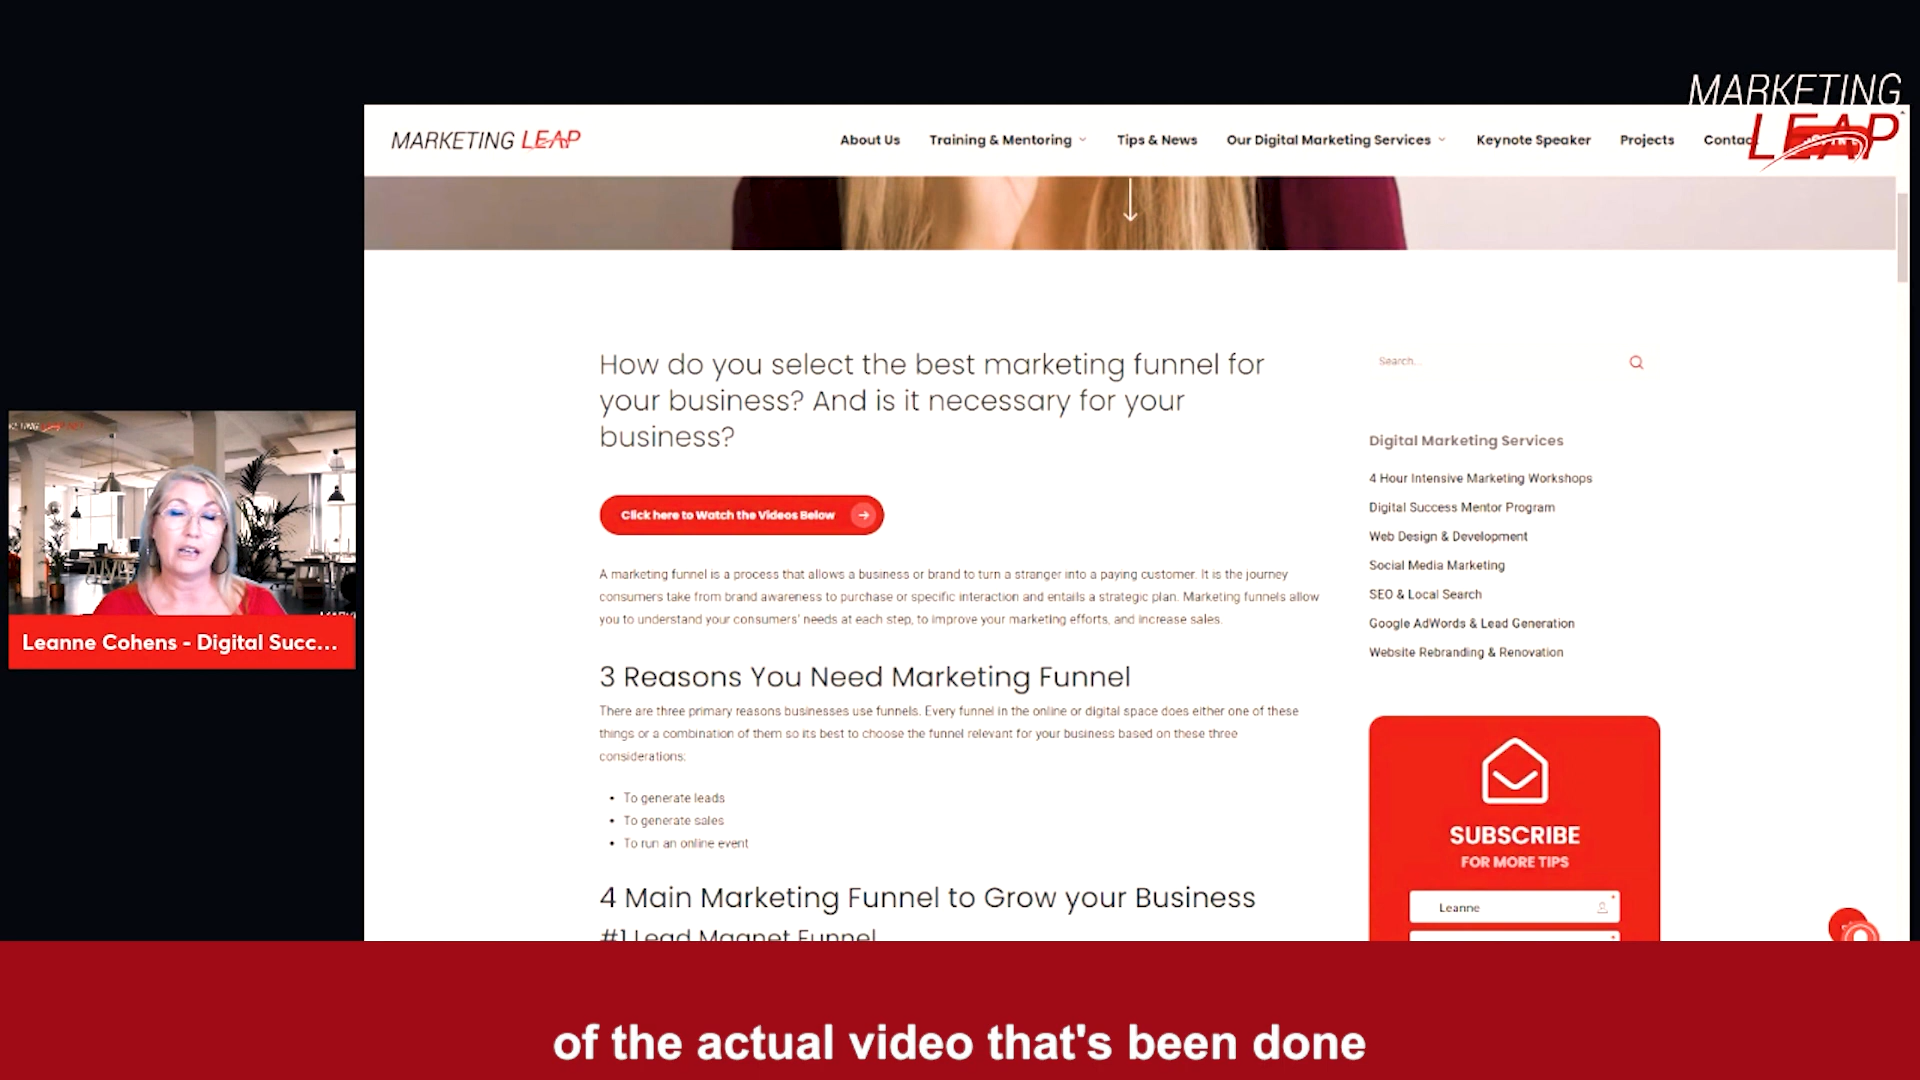 MARKETING
LEAP
MARKETING LEAP
About Us
Training & Mentoring
Tips & News
Our Digital Marketing Services
Keynote Speaker
Projects
How do you select the best marketing funnel for
your business? And is it necessary for your
business?
Click here to Watch the Videos Below
A marketing funnel is a process that allows a business or brand to turn a stranger into a paying customer. It is the journey
consumers take from brand awareness to purchase or specific interaction and entails a strategic plan. Marketing funnels allow
you to understand your consumers' needs at each step, to improve your marketing efforts, and increase sales.
3 Reasons You Need Marketing Funnel
There are three primary reasons businesses use funnels. Every funnel in the online or digital space does either one of these
things or a combination of them so its best to choose the funnel relevant for your business based on these three
considerations:
• To generate leads
• To generate sales
• To run an online event
4 Main Marketing Funnel to Grow your Business
#1 Lead Magnet Funnel
Search...
Digital Marketing Services
4 Hour Intensive Marketing Workshops
Digital Success Mentor Program
Web Design & Development
Social Media Marketing
SEO & Local Search
Google AdWords & Lead Generation
Website Rebranding & Renovation
SUBSCRIBE
FOR MORE TIPS
Leanne
Leanne Cohens - Digital Succ...
of the actual video that's been done